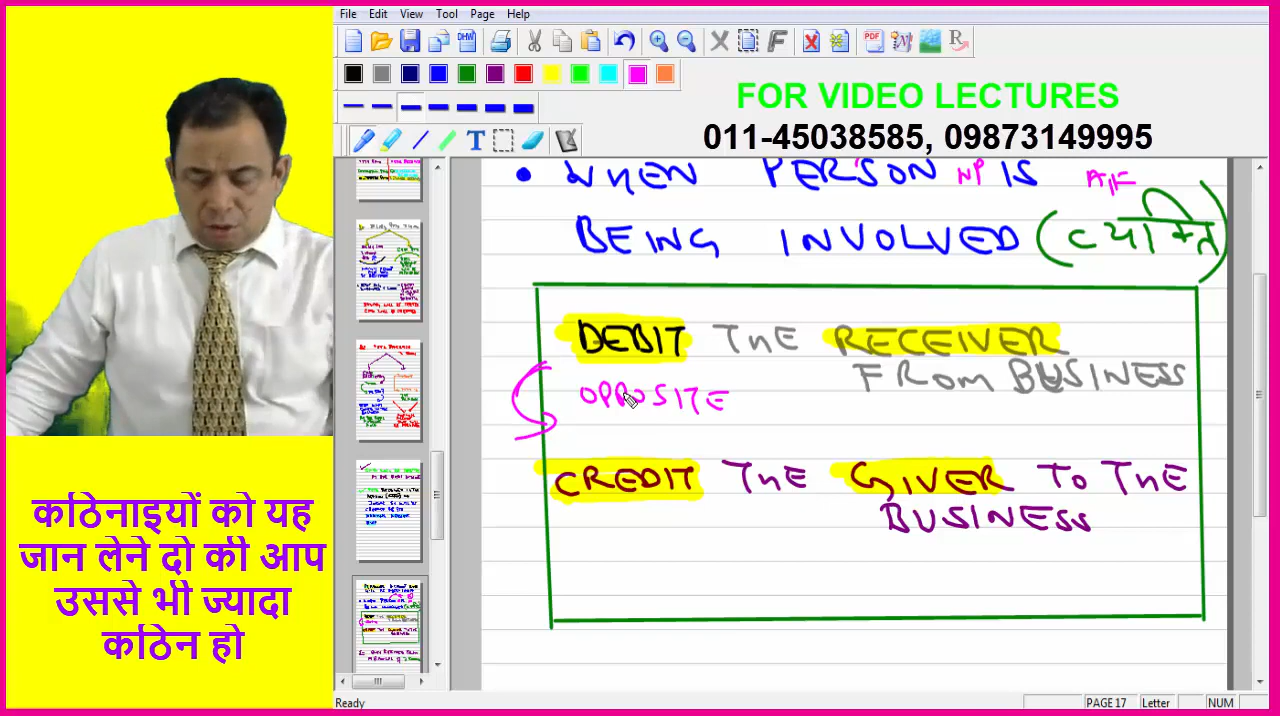 File Edit View Tool Page Help
FOR VIDEO LECTURES
011-45038585, 09873149995
• WHEN PERSON NP IS A/F
BEING INVOLVED (व्यक्ति)
DEBIT THE RECEIVER
FROM BUSINESS
OPPOSITE
CREDIT THE GIVER TO THE
BUSINESS
कठिनाइयों को यह
जान लेने दो की आप
उससे भी ज्यादा
कठिन हो
Ready PAGE 17 Letter NUM